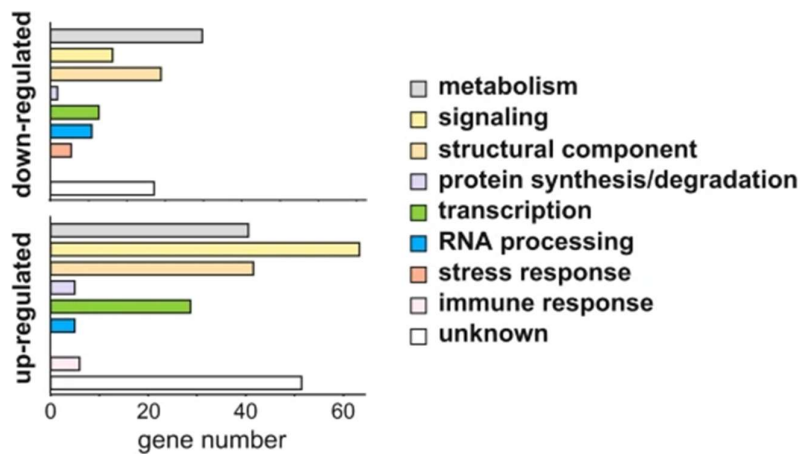 down-regulated
up-regulated
0 20 40 60
gene number
metabolism
signaling
structural component
protein synthesis/degradation
transcription
RNA processing
stress response
immune response
unknown